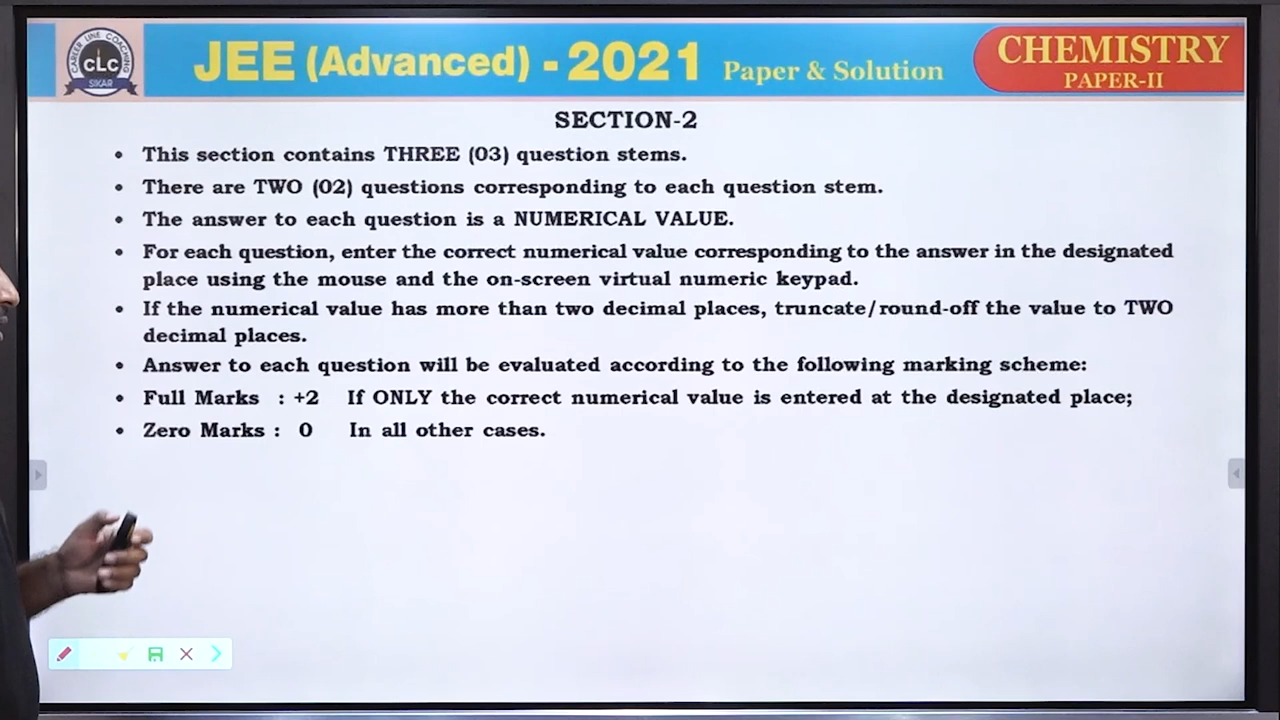 CAREER LINE COACHING
CLC
SIKAR
JEE (Advanced) - 2021 Paper & Solution
CHEMISTRY
PAPER-II
SECTION-2
• This section contains THREE (03) question stems.
• There are TWO (02) questions corresponding to each question stem.
• The answer to each question is a NUMERICAL VALUE.
• For each question, enter the correct numerical value corresponding to the answer in the designated
place using the mouse and the on-screen virtual numeric keypad.
• If the numerical value has more than two decimal places, truncate/round-off the value to TWO
decimal places.
• Answer to each question will be evaluated according to the following marking scheme:
• Full Marks : +2 If ONLY the correct numerical value is entered at the designated place;
• Zero Marks : 0 In all other cases.